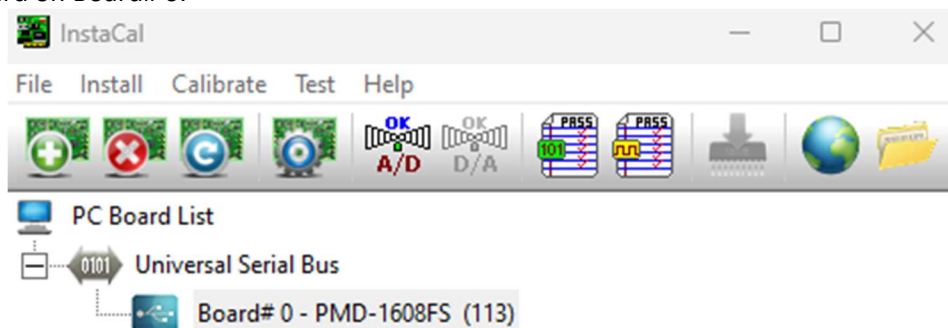 InstaCal
File Install Calibrate Test Help
OK OK PASS PASS
A/D D/A 101
PC Board List
0101 Universal Serial Bus
Board# 0 - PMD-1608FS (113)